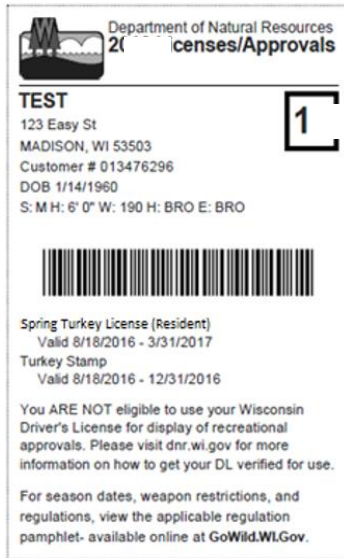 Department of Natural Resources
20 icenses/Approvals
TEST
1
123 Easy St
MADISON, WI 53503
Customer # 013476296
DOB 1/14/1960
S: M H: 6' 0" W: 190 H: BRO E: BRO
Spring Turkey License (Resident)
Valid 8/18/2016 - 3/31/2017
Turkey Stamp
Valid 8/18/2016 - 12/31/2016
You ARE NOT eligible to use your Wisconsin
Driver's License for display of recreational
approvals. Please visit dnr.wi.gov for more
information on how to get your DL verified for use.
For season dates, weapon restrictions, and
regulations, view the applicable regulation
pamphlet- available online at GoWild.WI.Gov.